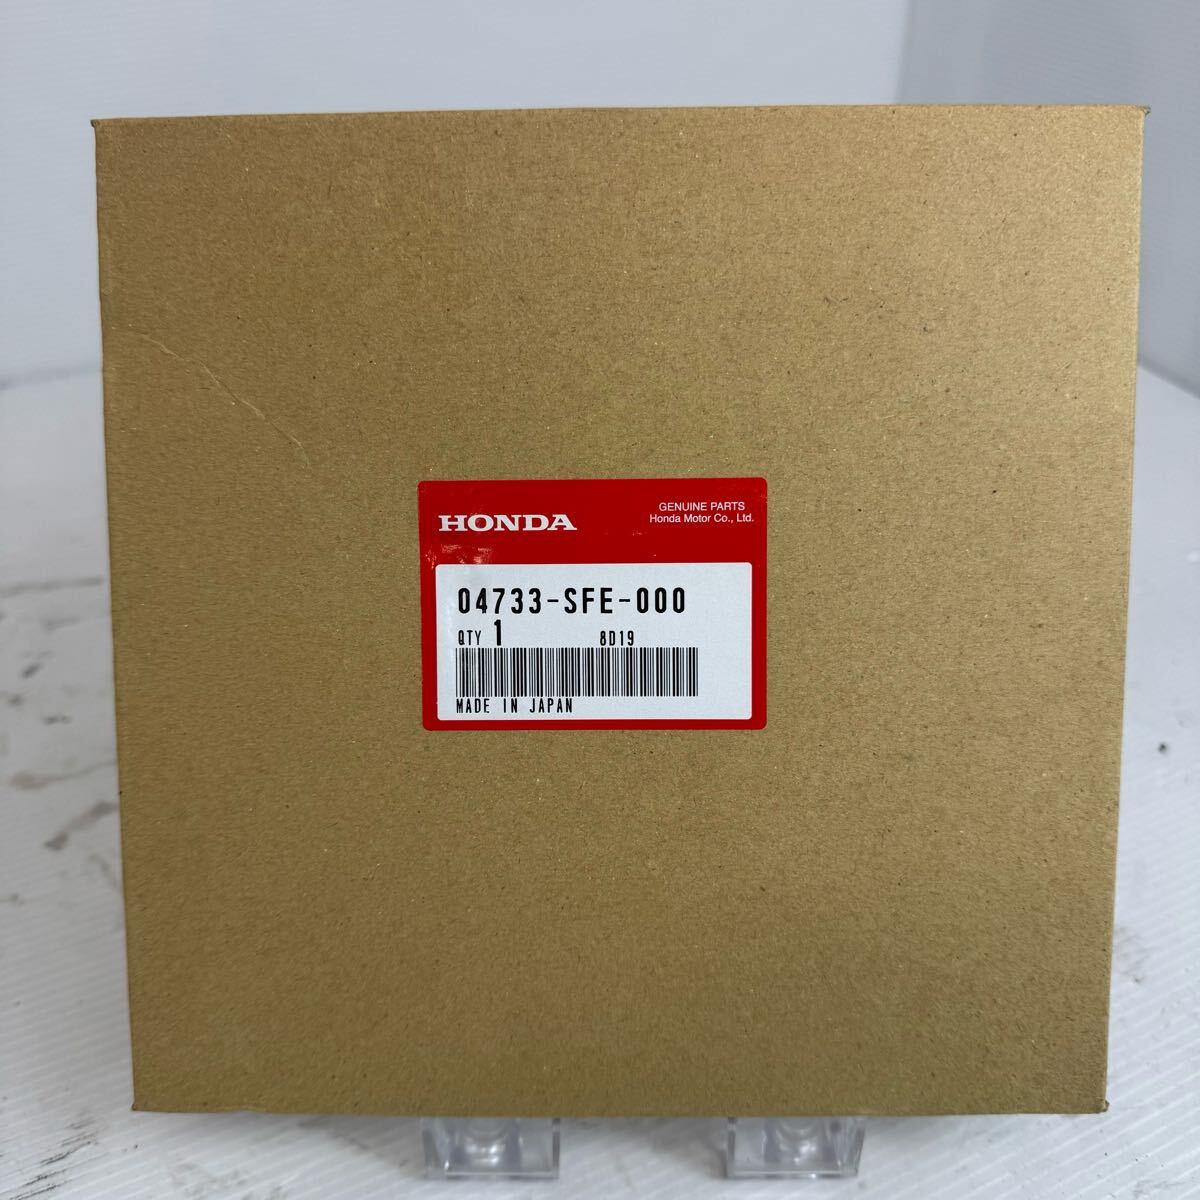 HONDA
GENUINE PARTS
Honda Motor Co., Ltd.
04733-SFE-000
QTY 1 8D19
MADE IN JAPAN